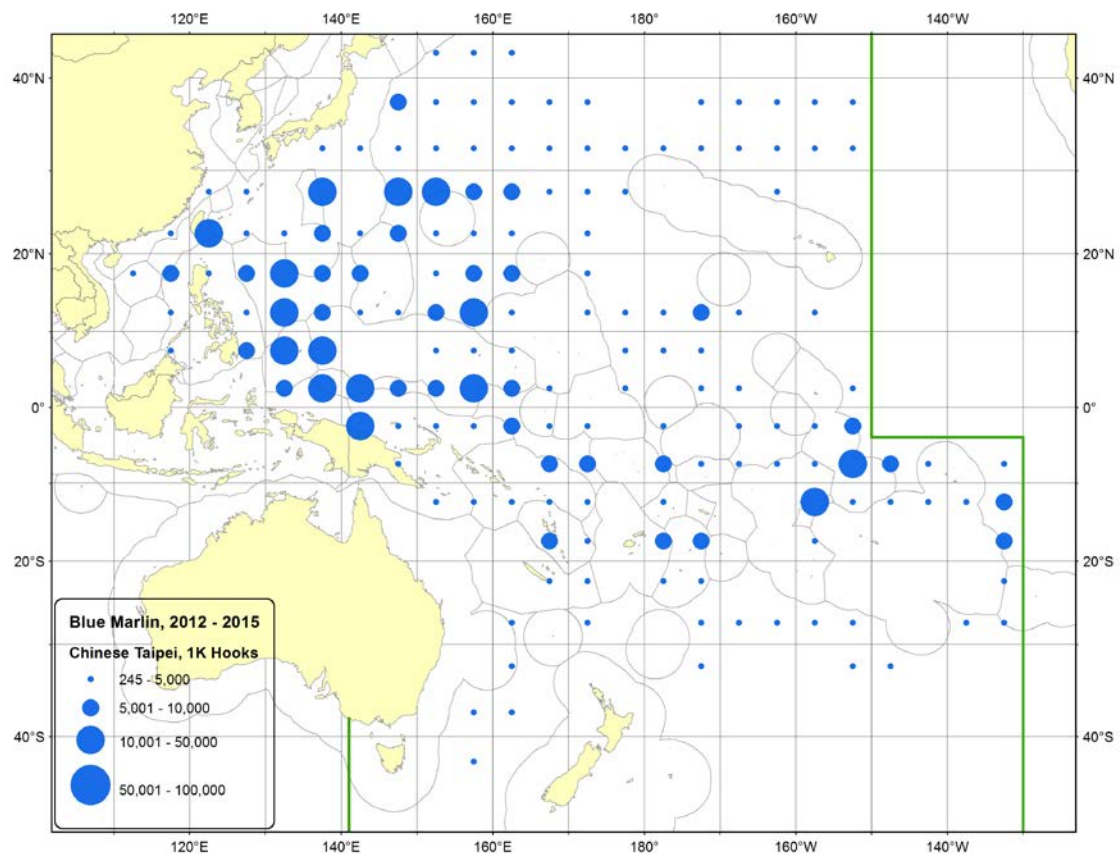 120°E 140°E 160°E 180° 160°W 140°W
40°N 40°N
20°N 20°N
0° 0°
20°S 20°S
40°S 40°S
Blue Marlin, 2012 - 2015
Chinese Taipei, 1K Hooks
245 - 5,000
5,001 - 10,000
10,001 - 50,000
50,001 - 100,000
120°E 140°E 160°E 180° 160°W 140°W